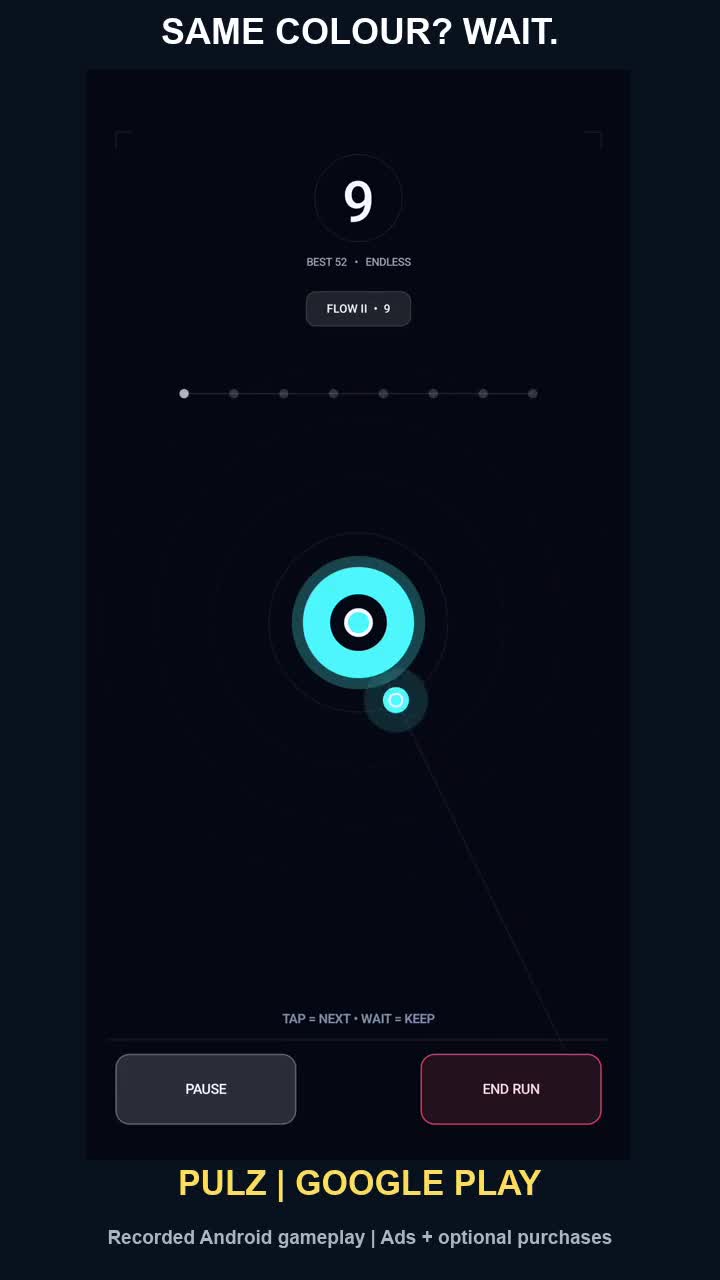 SAME COLOUR? WAIT.
9
BEST 52 • ENDLESS
FLOW II • 9
TAP = NEXT • WAIT = KEEP
PAUSE
END RUN
PULZ | GOOGLE PLAY
Recorded Android gameplay | Ads + optional purchases